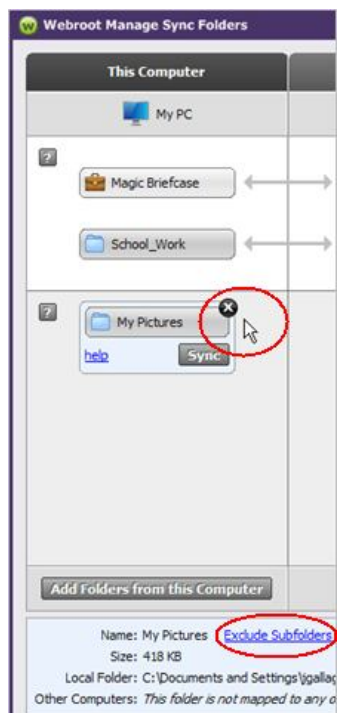 Webroot Manage Sync Folders
This Computer
My PC
?
Magic Briefcase
School_Work
?
My Pictures
help Sync
Add Folders from this Computer
Name: My Pictures Exclude Subfolders
Size: 418 KB
Local Folder: C:\Documents and Settings\jgallag
Other Computers: This folder is not mapped to any o